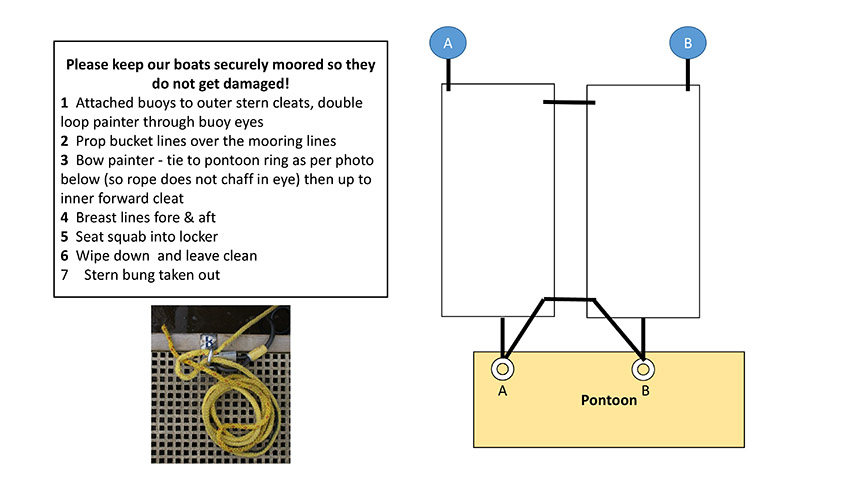 Please keep our boats securely moored so they
do not get damaged!
1 Attached buoys to outer stern cleats, double
loop painter through buoy eyes
2 Prop bucket lines over the mooring lines
3 Bow painter - tie to pontoon ring as per photo
below (so rope does not chaff in eye) then up to
inner forward cleat
4 Breast lines fore & aft
5 Seat squab into locker
6 Wipe down and leave clean
7 Stern bung taken out
A
B
A
B
Pontoon